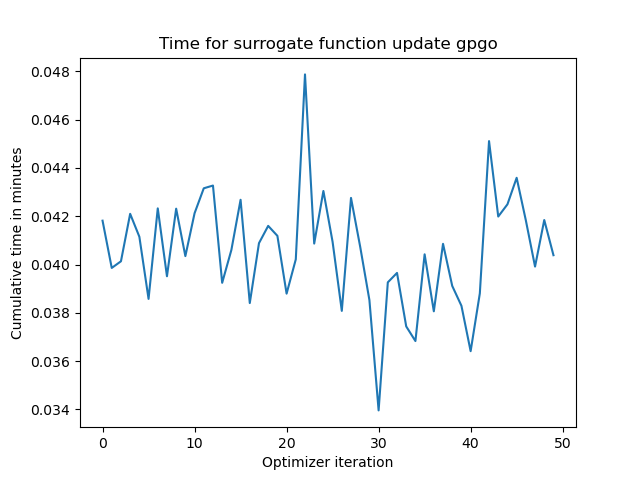 Time for surrogate function update gpgo
0.048
0.046
0.044
0.042
0.040
0.038
0.036
0.034
Cumulative time in minutes
0 10 20 30 40 50
Optimizer iteration